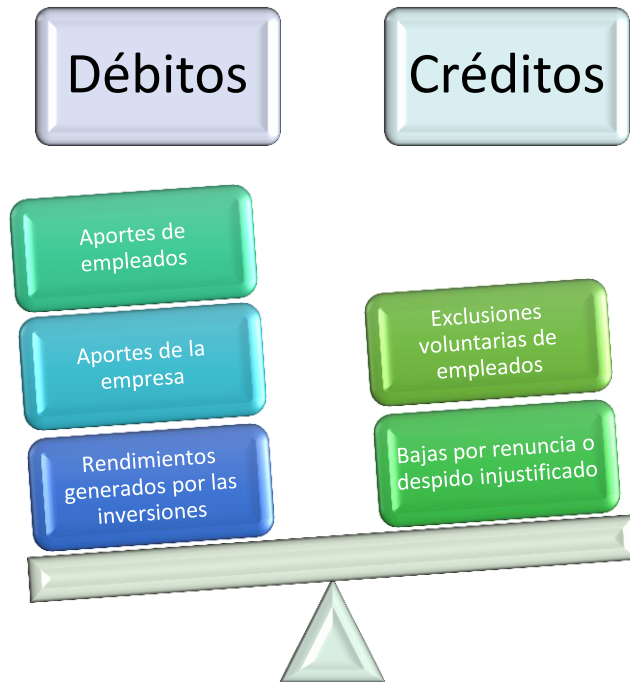 Débitos
Créditos
Aportes de
empleados
Aportes de la
empresa
Rendimientos
generados por las
inversiones
Exclusiones
voluntarias de
empleados
Bajas por renuncia o
despido injustificado